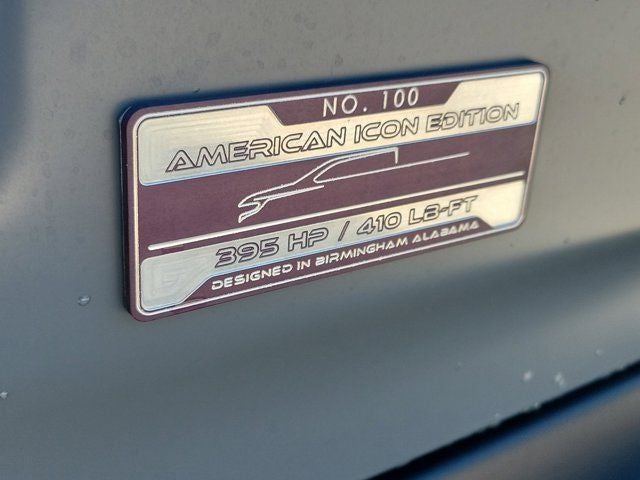 NO. 100
AMERICAN ICON EDITION
395 HP / 410 LB-FT
DESIGNED IN BIRMINGHAM ALABAMA